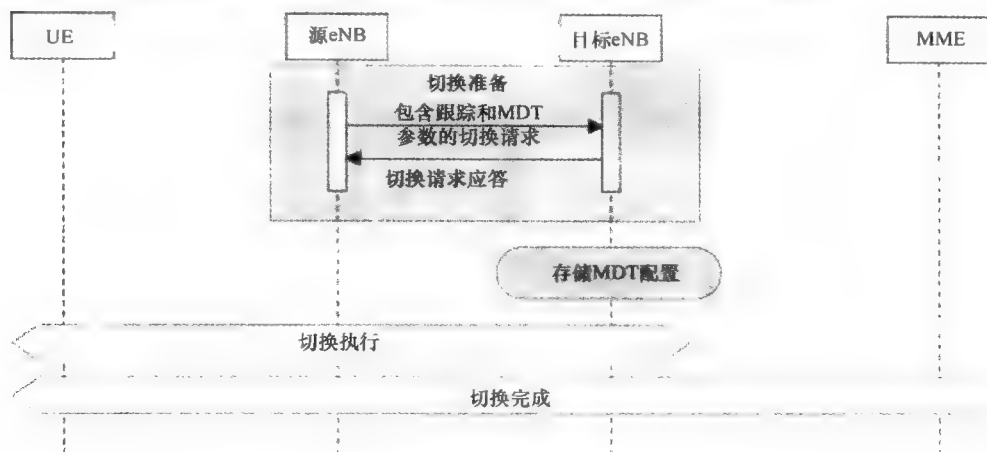 UE
源eNB
目标eNB
MME
切换准备
包含跟踪和MDT
参数的切换请求
切换请求应答
存储MDT配置
切换执行
切换完成